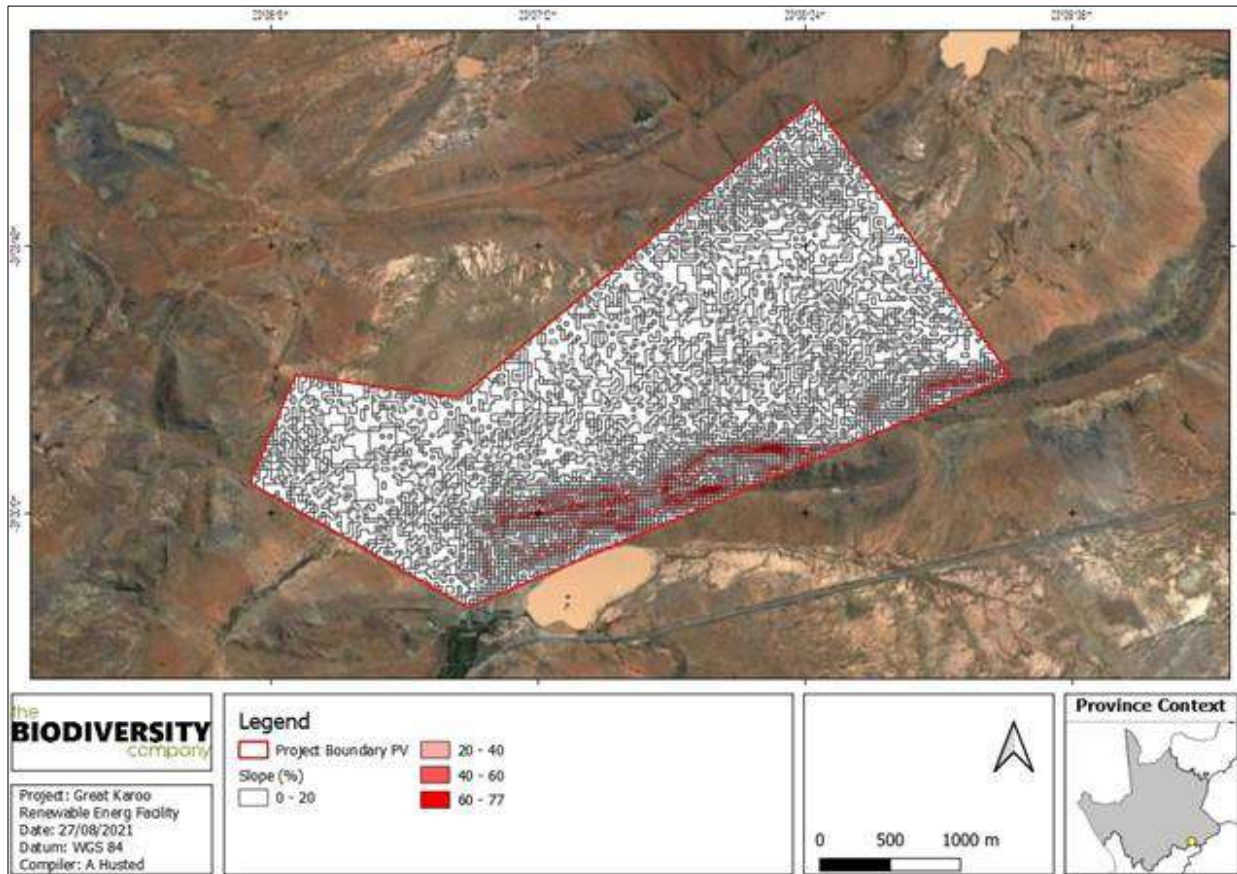 the
BIODIVERSITY
company
Project: Great Karoo
Renewable Energ Facility
Date: 27/08/2021
Datum: WGS 84
Compiler: A Husted
Legend
Project Boundary PV
Slope (%)
0 - 20
20 - 40
40 - 60
60 - 77
0 500 1000 m
Province Context